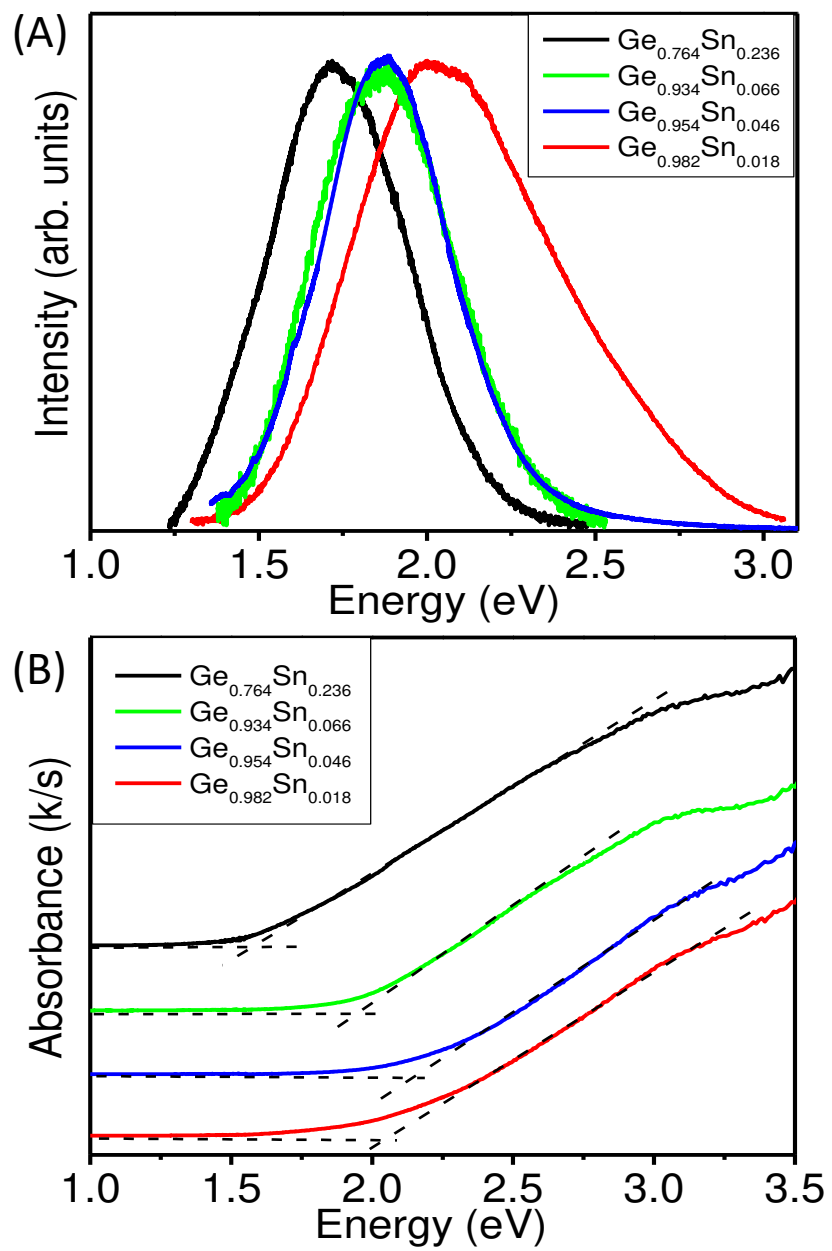 (A)
Ge0.764Sn0.236
Ge0.934Sn0.066
Ge0.954Sn0.046
Ge0.982Sn0.018
Intensity (arb. units)
1.0 1.5 2.0 2.5 3.0
Energy (eV)
(B)
Ge0.764Sn0.236
Ge0.934Sn0.066
Ge0.954Sn0.046
Ge0.982Sn0.018
Absorbance (k/s)
1.0 1.5 2.0 2.5 3.0 3.5
Energy (eV)